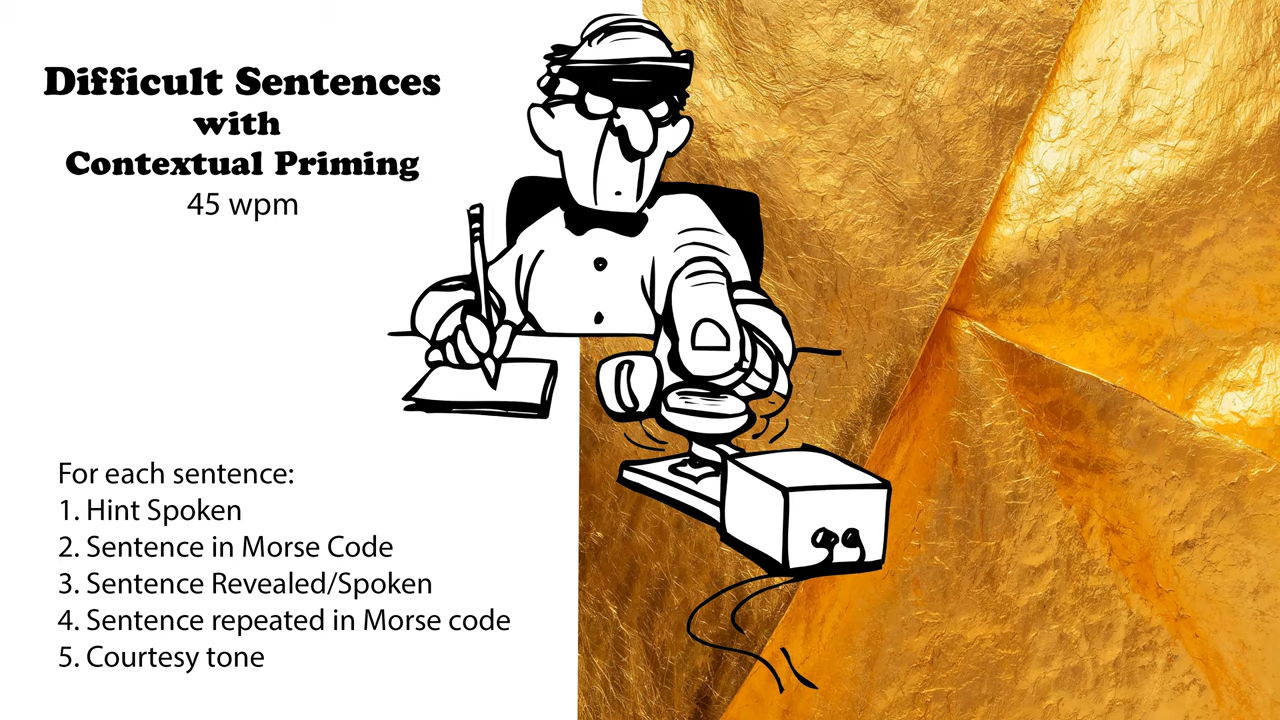 Difficult Sentences
with
Contextual Priming
45 wpm
For each sentence:
1. Hint Spoken
2. Sentence in Morse Code
3. Sentence Revealed/Spoken
4. Sentence repeated in Morse code
5. Courtesy tone